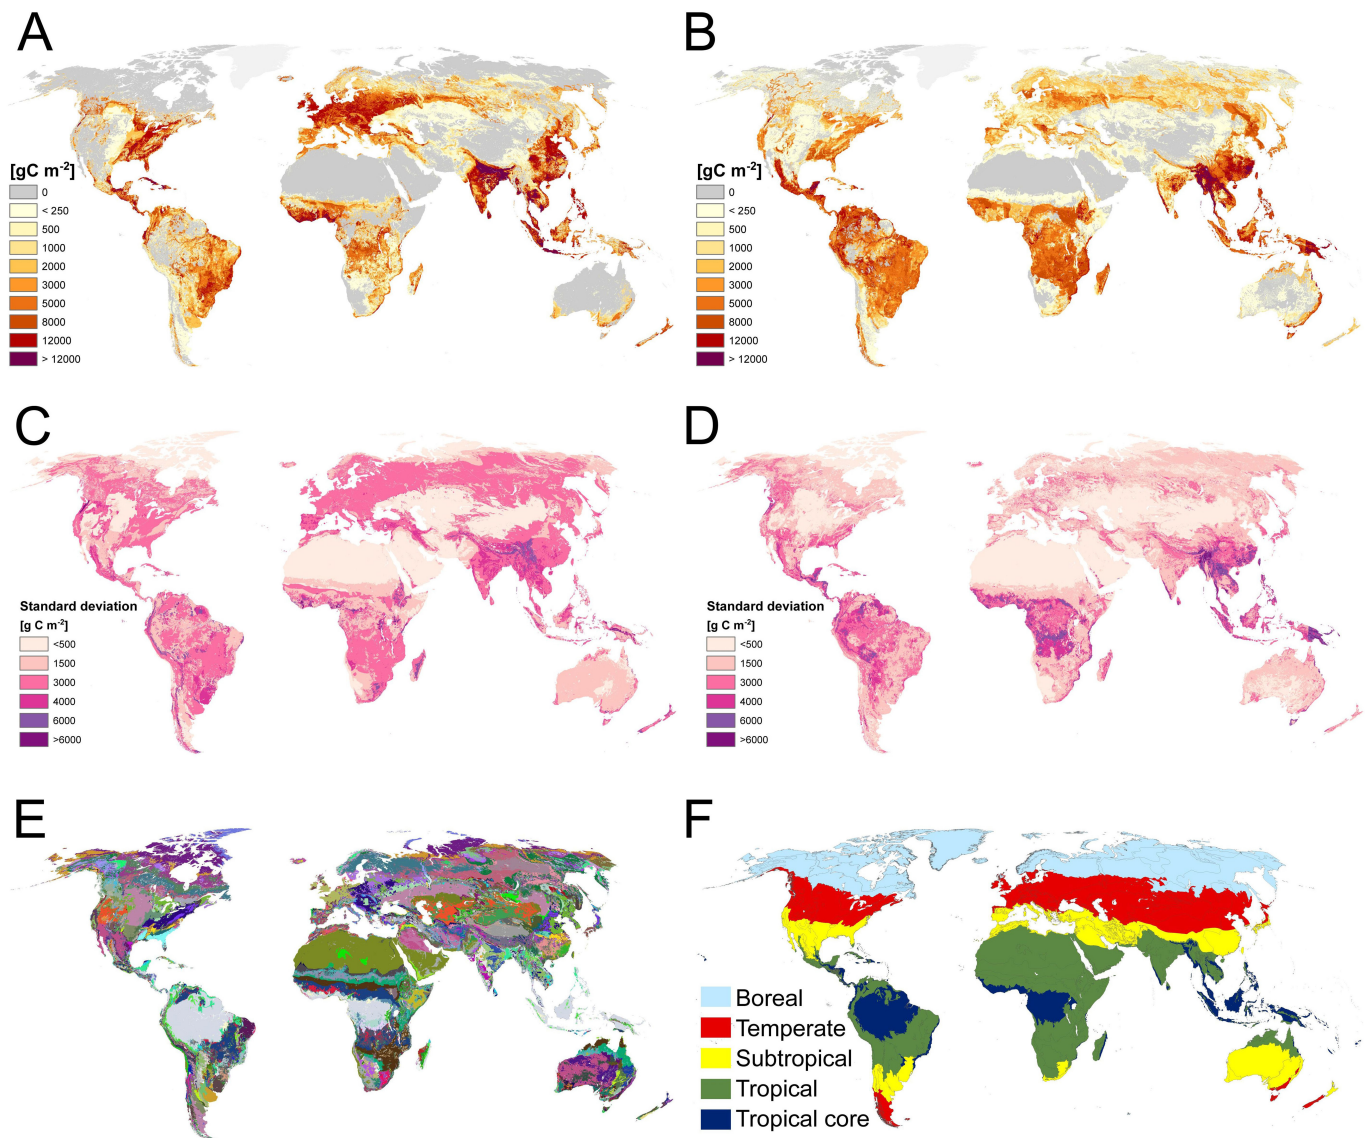 A
[gC m⁻²]
0
< 250
500
1000
2000
3000
5000
8000
12000
> 12000
B
[gC m⁻²]
0
< 250
500
1000
2000
3000
5000
8000
12000
> 12000
C
Standard deviation
[g C m⁻²]
<500
1500
3000
4000
6000
>6000
D
Standard deviation
[g C m⁻²]
<500
1500
3000
4000
6000
>6000
E
F
Boreal
Temperate
Subtropical
Tropical
Tropical core